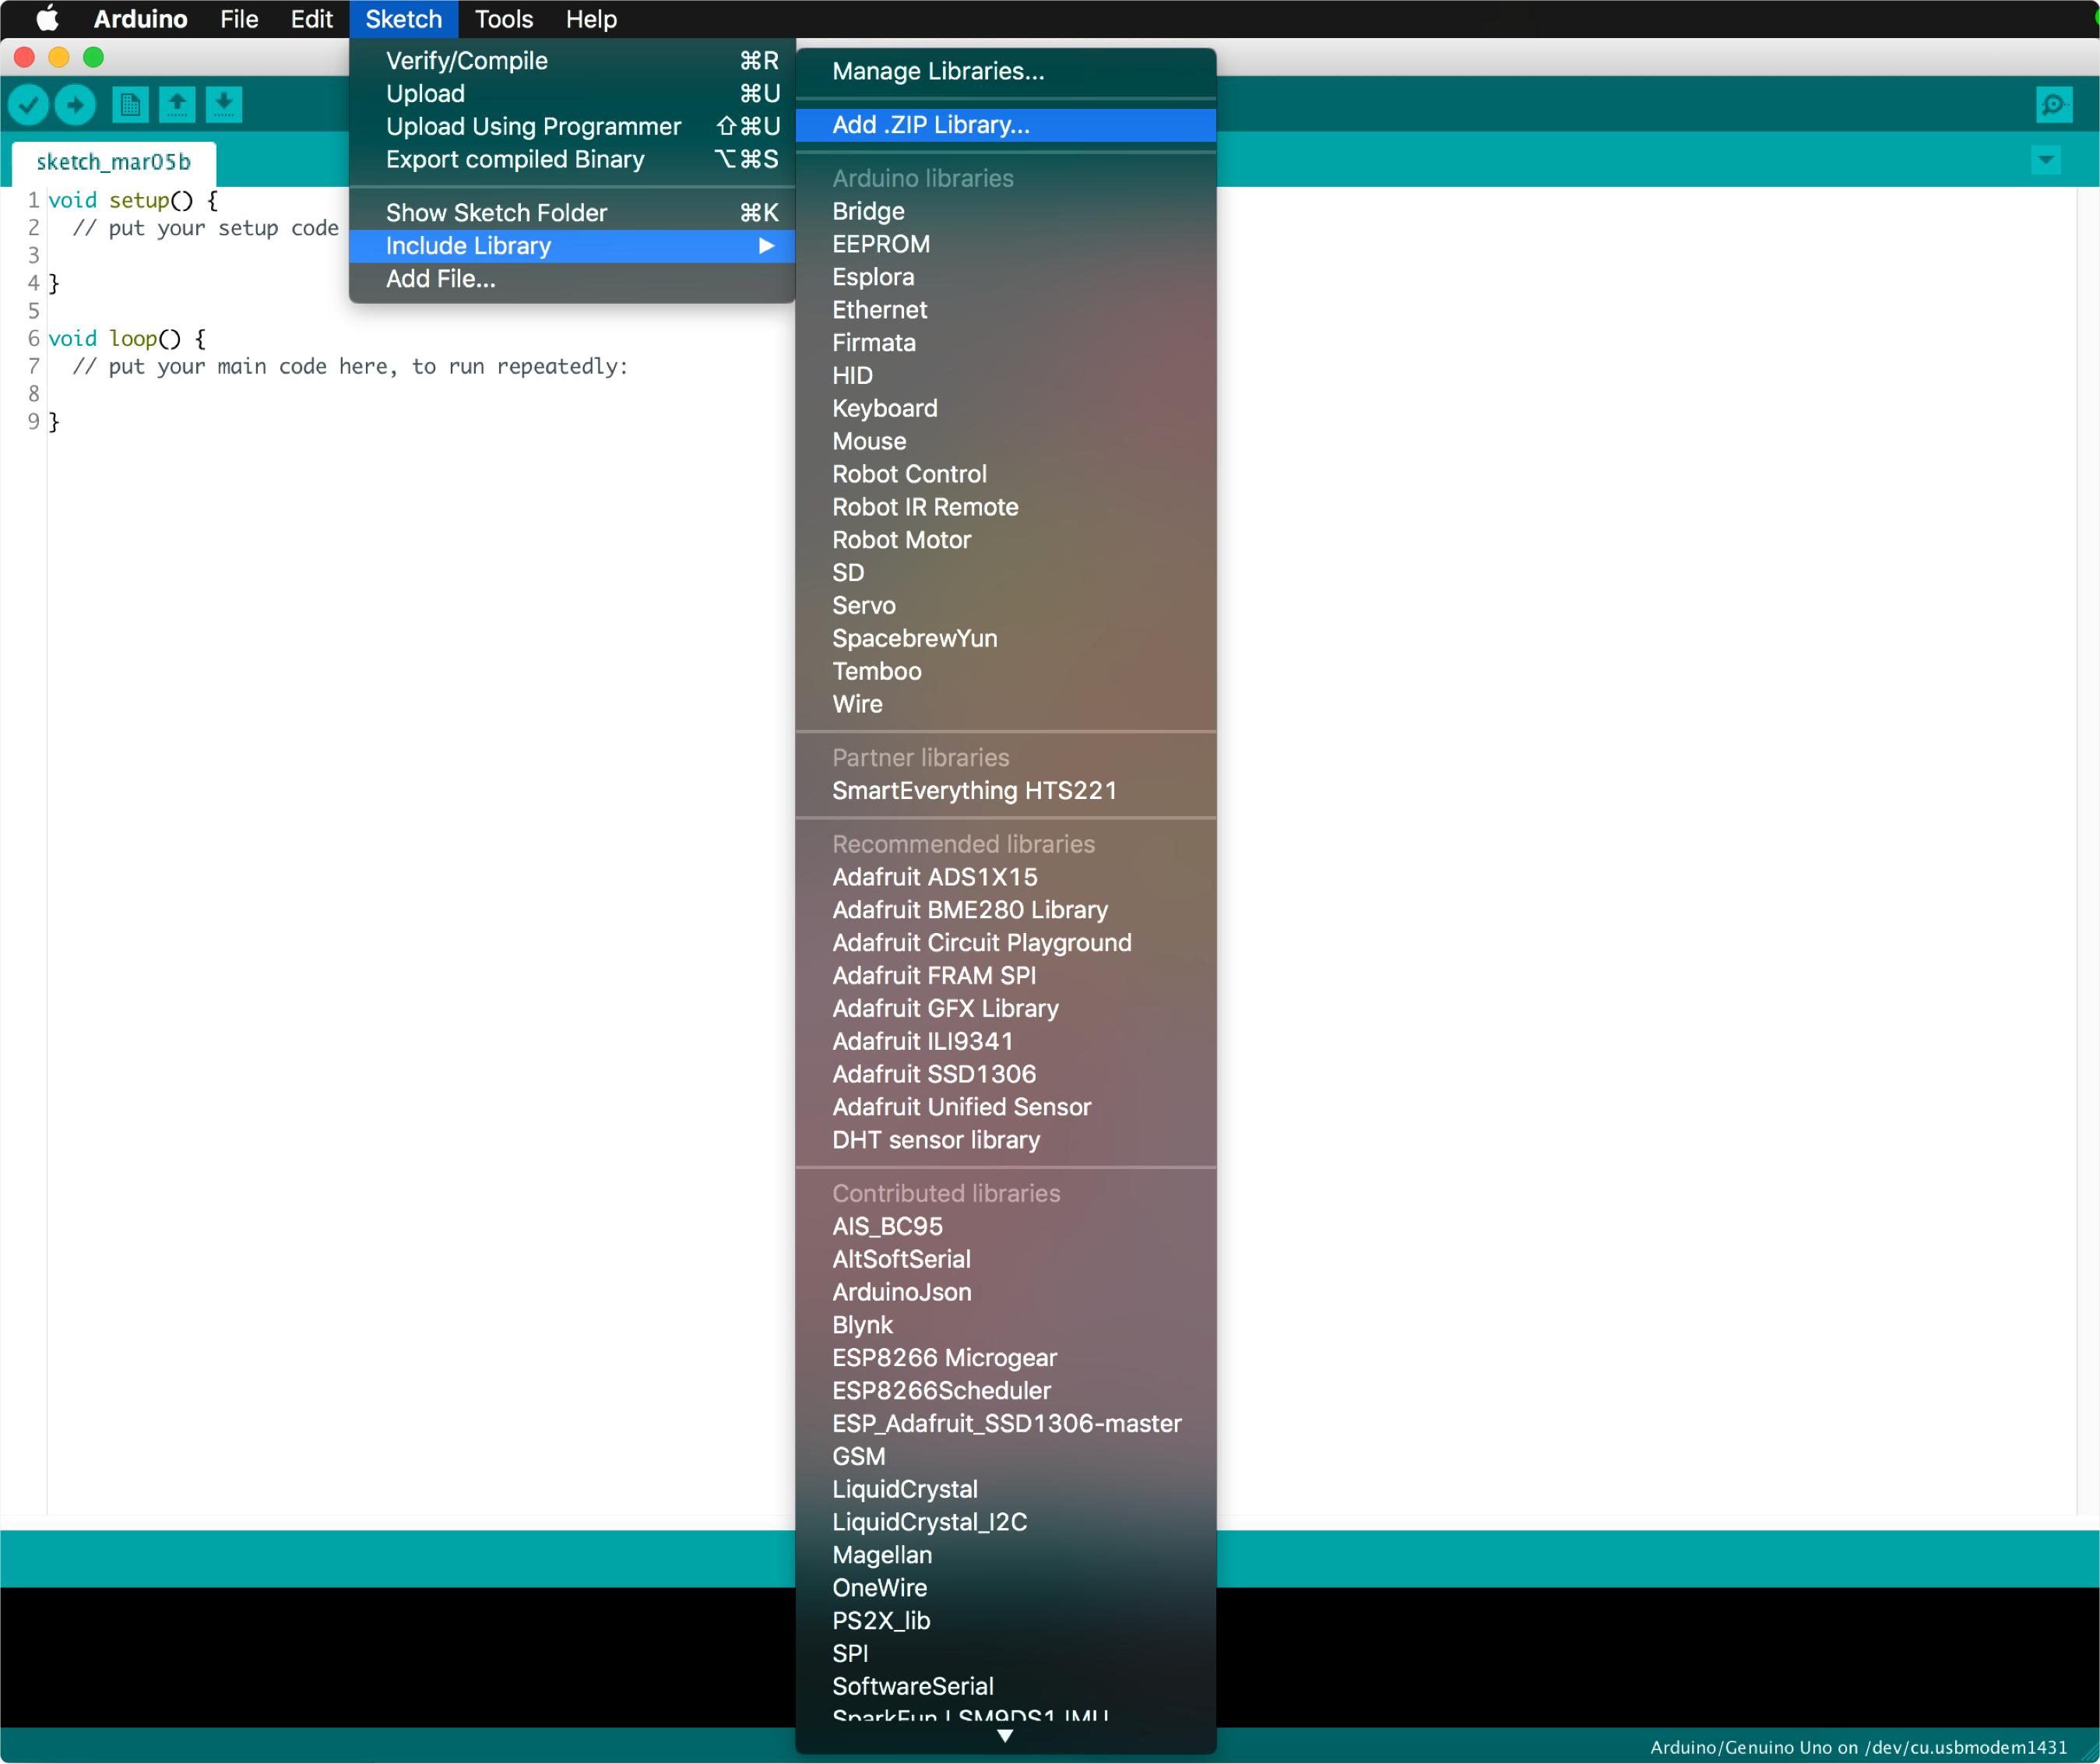 Arduino File Edit Sketch Tools Help
Verify/Compile ⌘R
Upload ⌘U
Upload Using Programmer ⇧⌘U
Export compiled Binary ⌥⌘S
Show Sketch Folder ⌘K
Include Library ▶
Add File...
Manage Libraries...
Add .ZIP Library...
Arduino libraries
Bridge
EEPROM
Esplora
Ethernet
Firmata
HID
Keyboard
Mouse
Robot Control
Robot IR Remote
Robot Motor
SD
Servo
SpacebrewYun
Temboo
Wire
Partner libraries
SmartEverything HTS221
Recommended libraries
Adafruit ADS1X15
Adafruit BME280 Library
Adafruit Circuit Playground
Adafruit FRAM SPI
Adafruit GFX Library
Adafruit ILI9341
Adafruit SSD1306
Adafruit Unified Sensor
DHT sensor library
Contributed libraries
AIS_BC95
AltSoftSerial
ArduinoJson
Blynk
ESP8266 Microgear
ESP8266Scheduler
ESP_Adafruit_SSD1306-master
GSM
LiquidCrystal
LiquidCrystal_I2C
Magellan
OneWire
PS2X_lib
SPI
SoftwareSerial
SparkFun LSM9DS1 IMU
sketch_mar05b
1 void setup() {
2 // put your setup code
3
4 }
5
6 void loop() {
7 // put your main code here, to run repeatedly:
8
9 }
Arduino/Genuino Uno on /dev/cu.usbmodem1431